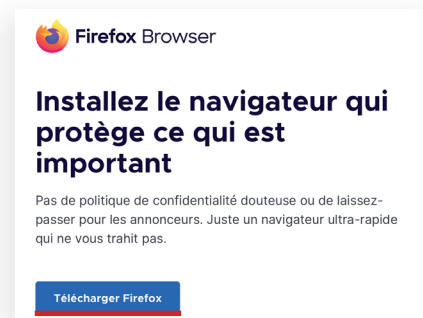 Firefox Browser
Installez le navigateur qui
protège ce qui est
important
Pas de politique de confidentialité douteuse ou de laissez-
passer pour les annonceurs. Juste un navigateur ultra-rapide
qui ne vous trahit pas.
Télécharger Firefox